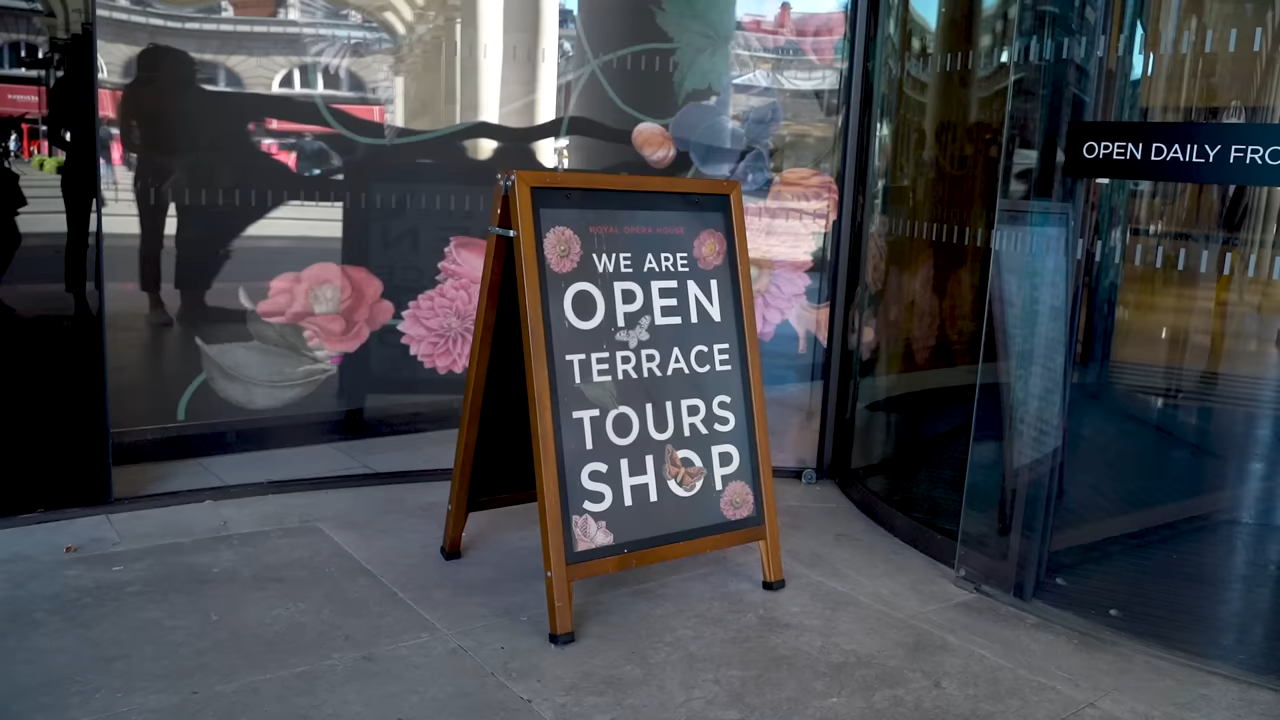 ROYAL OPERA HOUSE
WE ARE
OPEN
TERRACE
TOURS
SHOP
OPEN DAILY FRO